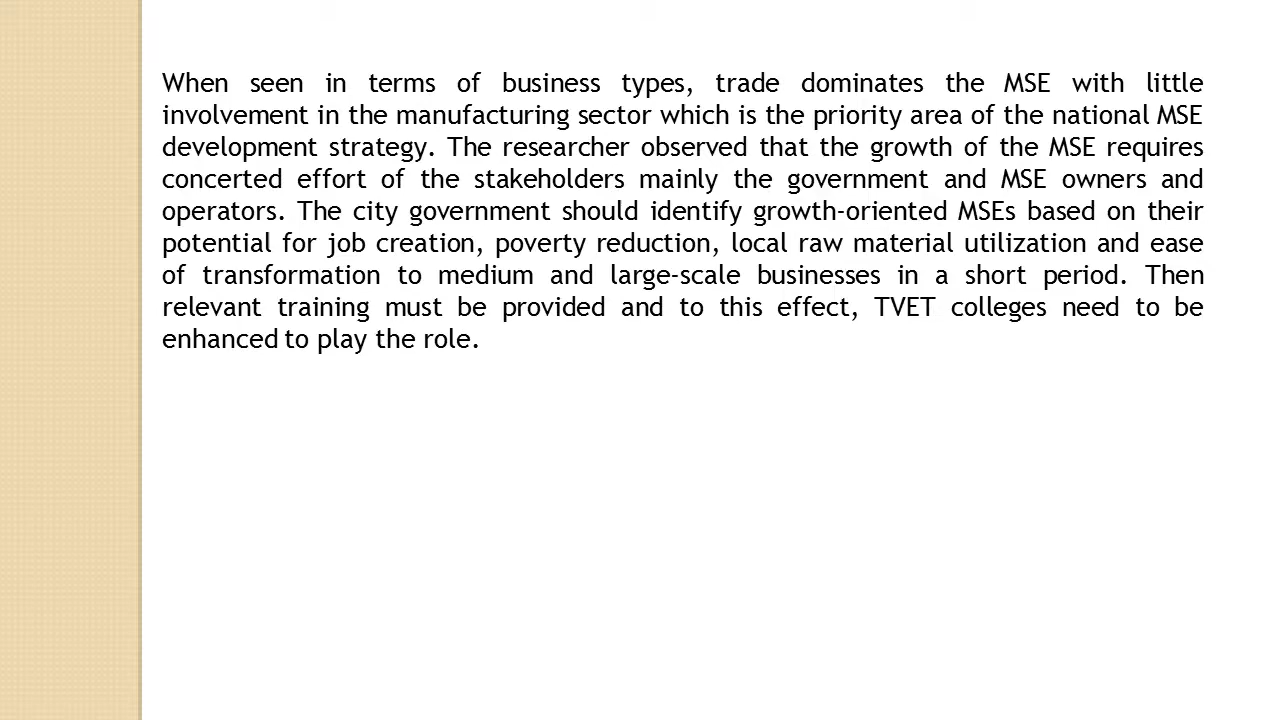 When seen in terms of business types, trade dominates the MSE with little
involvement in the manufacturing sector which is the priority area of the national MSE
development strategy. The researcher observed that the growth of the MSE requires
concerted effort of the stakeholders mainly the government and MSE owners and
operators. The city government should identify growth-oriented MSEs based on their
potential for job creation, poverty reduction, local raw material utilization and ease
of transformation to medium and large-scale businesses in a short period. Then
relevant training must be provided and to this effect, TVET colleges need to be
enhanced to play the role.